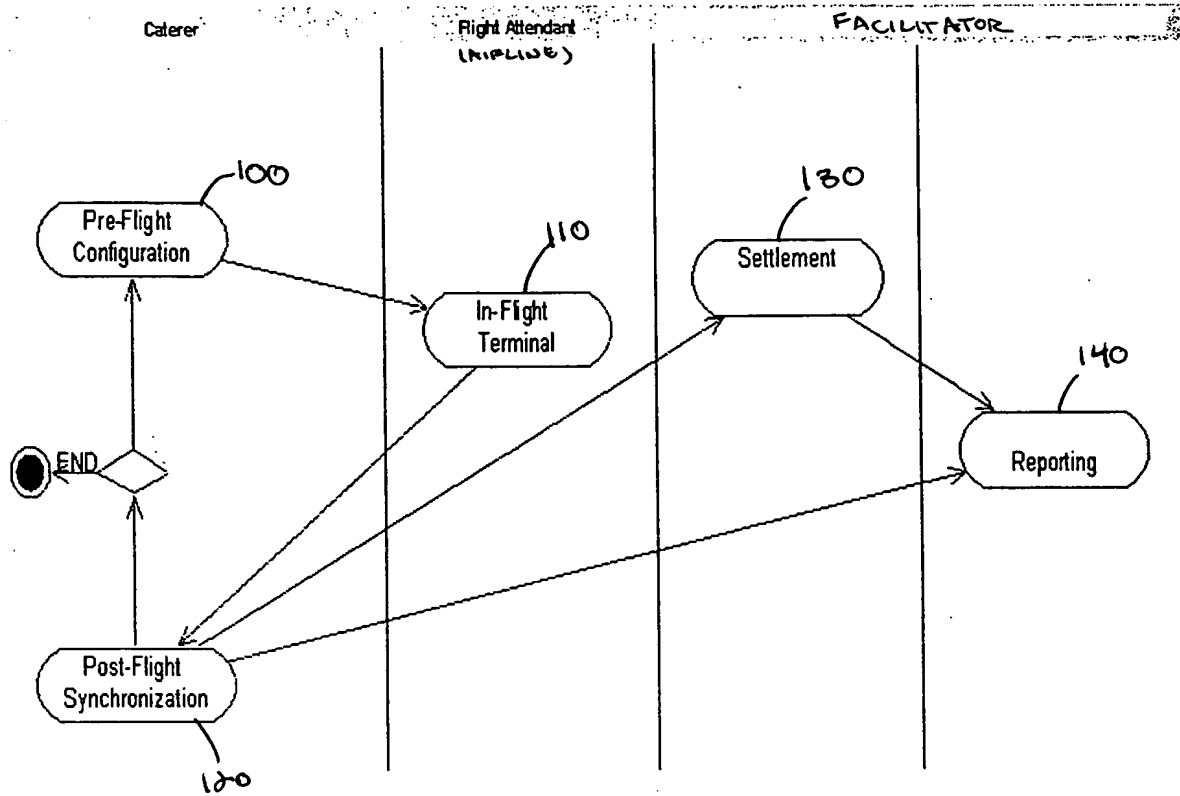 Caterer
Flight Attendant
(AIRLINE)
FACILITATOR
100
Pre-Flight
Configuration
110
In-Flight
Terminal
130
Settlement
140
Reporting
END
Post-Flight
Synchronization
120